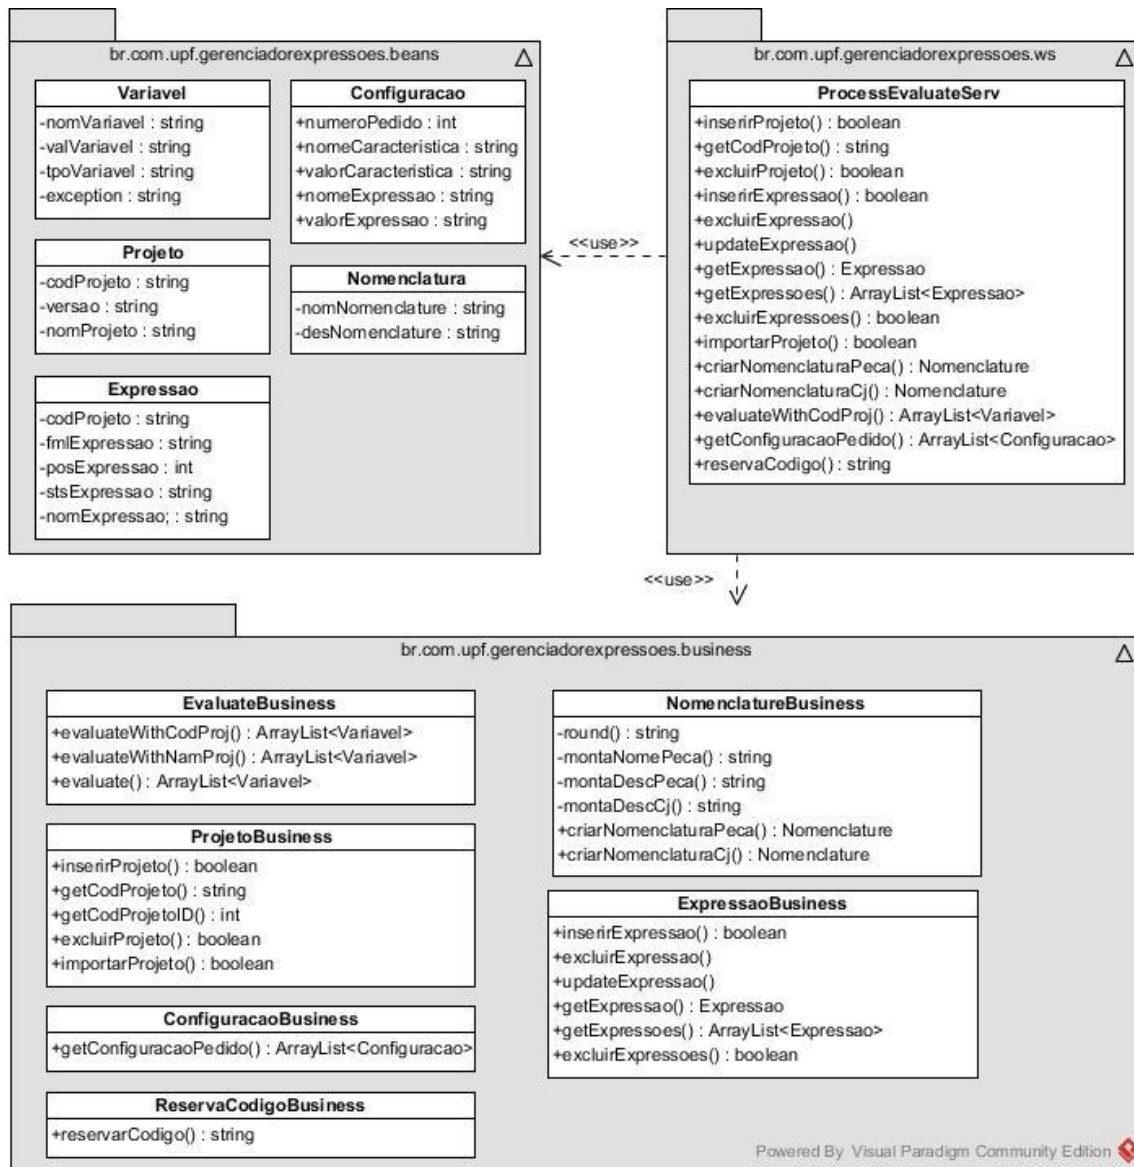 br.com.upf.gerenciadorexpressoes.beans
Variavel
-nomVariavel : string
-valVariavel : string
-tpoVariavel : string
-exception : string
Configuracao
+numeroPedido : int
+nomeCaracteristica : string
+valorCaracteristica : string
+nomeExpressao : string
+valorExpressao : string
Projeto
-codProjeto : string
-versao : string
-nomProjeto : string
Nomenclatura
-nomNomenclature : string
-desNomenclature : string
Expressao
-codProjeto : string
-fmlExpressao : string
-posExpressao : int
-stsExpressao : string
-nomExpressao; : string
<<use>>
br.com.upf.gerenciadorexpressoes.ws
ProcessEvaluateServ
+inserirProjeto() : boolean
+getCodProjeto() : string
+excluirProjeto() : boolean
+inserirExpressao() : boolean
+excluirExpressao()
+updateExpressao()
+getExpressao() : Expressao
+getExpressoes() : ArrayList<Expressao>
+excluirExpressoes() : boolean
+importarProjeto() : boolean
+criarNomenclaturaPeca() : Nomenclature
+criarNomenclaturaCj() : Nomenclature
+evaluateWithCodProj() : ArrayList<Variavel>
+getConfiguracaoPedido() : ArrayList<Configuracao>
+reservaCodigo() : string
<<use>>
br.com.upf.gerenciadorexpressoes.business
EvaluateBusiness
+evaluateWithCodProj() : ArrayList<Variavel>
+evaluateWithNamProj() : ArrayList<Variavel>
+evaluate() : ArrayList<Variavel>
ProjetoBusiness
+inserirProjeto() : boolean
+getCodProjeto() : string
+getCodProjetoID() : int
+excluirProjeto() : boolean
+importarProjeto() : boolean
ConfiguracaoBusiness
+getConfiguracaoPedido() : ArrayList<Configuracao>
ReservaCodigoBusiness
+reservarCodigo() : string
NomenclatureBusiness
-round() : string
-montaNomePeca() : string
-montaDescPeca() : string
-montaDescCj() : string
+criarNomenclaturaPeca() : Nomenclature
+criarNomenclaturaCj() : Nomenclature
ExpressaoBusiness
+inserirExpressao() : boolean
+excluirExpressao()
+updateExpressao()
+getExpressao() : Expressao
+getExpressoes() : ArrayList<Expressao>
+excluirExpressoes() : boolean
Powered By Visual Paradigm Community Edition